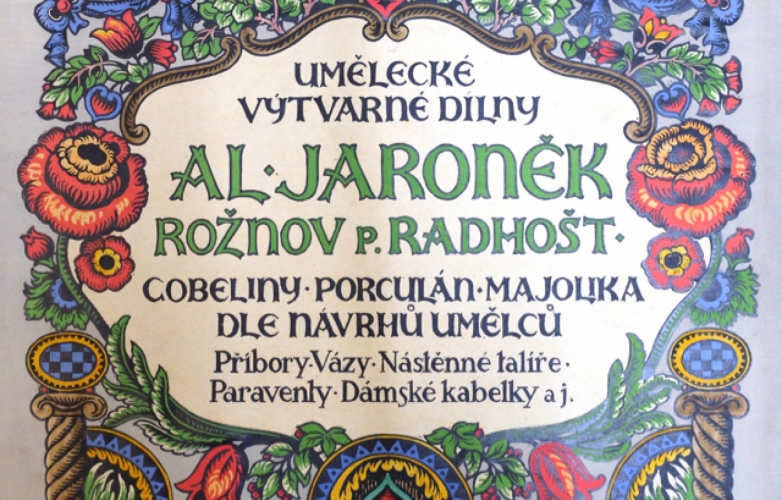 UMĚLECKÉ
VÝTVARNÉ DÍLNY
AL·JARONĚK
ROŽNOV P. RADHOŠT·
GOBELINY·PORCULÁN·MAJOLIKA
DLE NÁVRHŮ UMĚLCŮ
Příbory·Vázy·Nástěnné talíře·
Paraventy·Dámské kabelky a j.